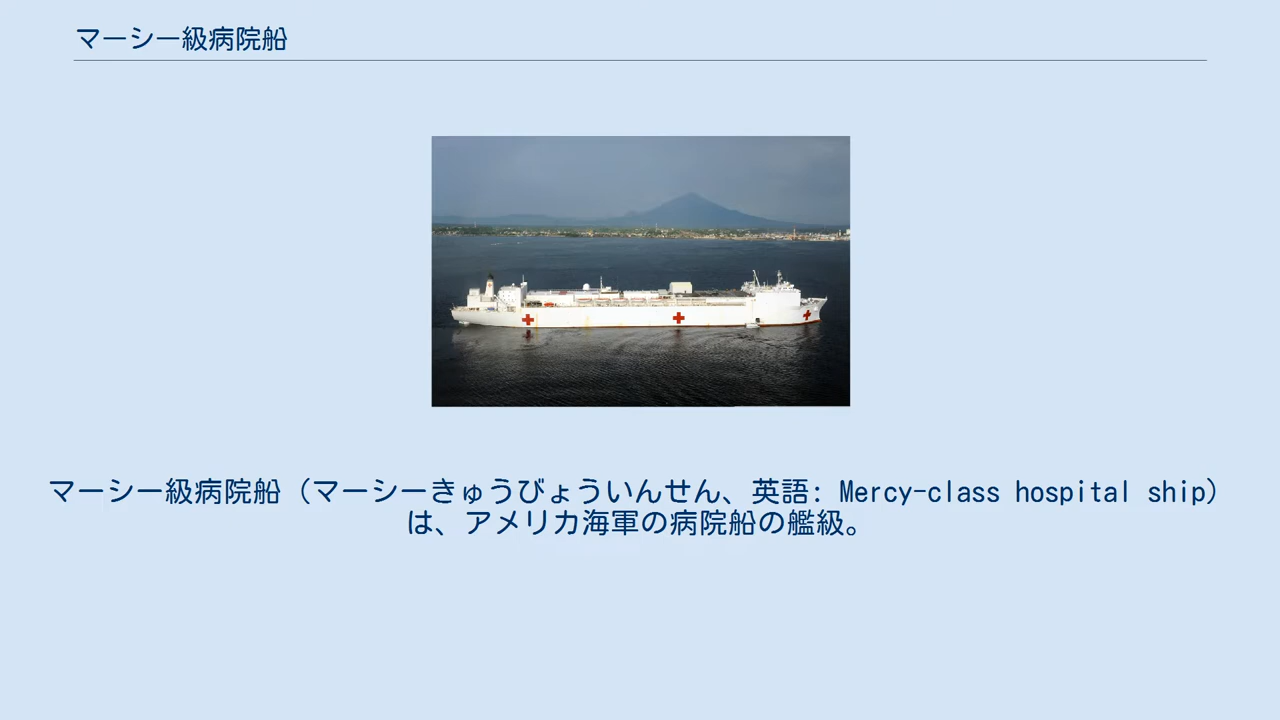 マーシー級病院船
マーシー級病院船（マーシーきゅうびょういんせん、英語: Mercy-class hospital ship）
は、アメリカ海軍の病院船の艦級。